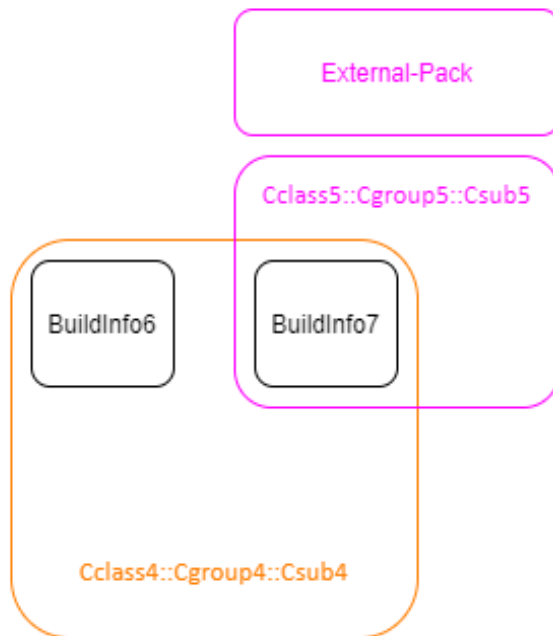 External-Pack
Cclass5::Cgroup5::Csub5
BuildInfo6
BuildInfo7
Cclass4::Cgroup4::Csub4